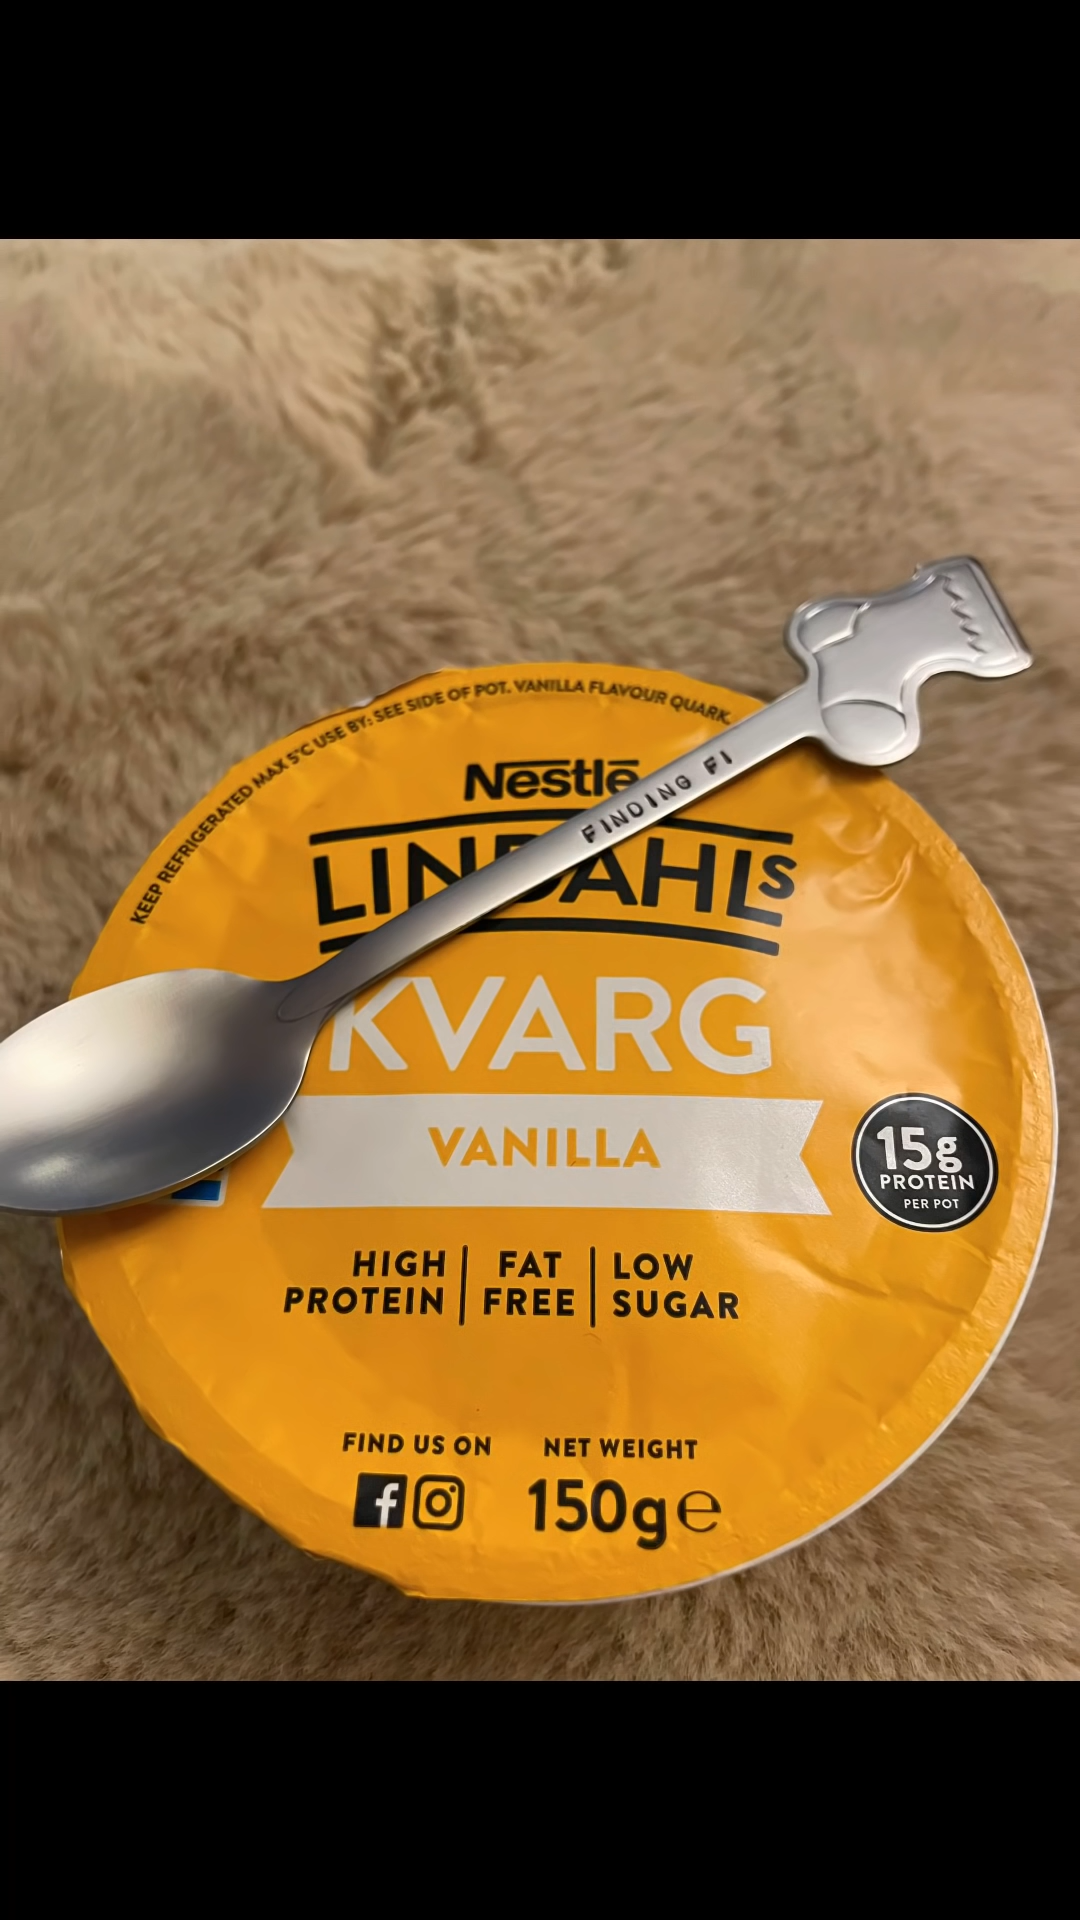 KEEP REFRIGERATED MAX 5°C USE BY: SEE SIDE OF POT. VANILLA FLAVOUR QUARK.
Nestlé
LINDAHLS
FINDING FI
KVARG
VANILLA
15g
PROTEIN
PER POT
HIGH PROTEIN
FAT FREE
LOW SUGAR
FIND US ON
NET WEIGHT
150g e